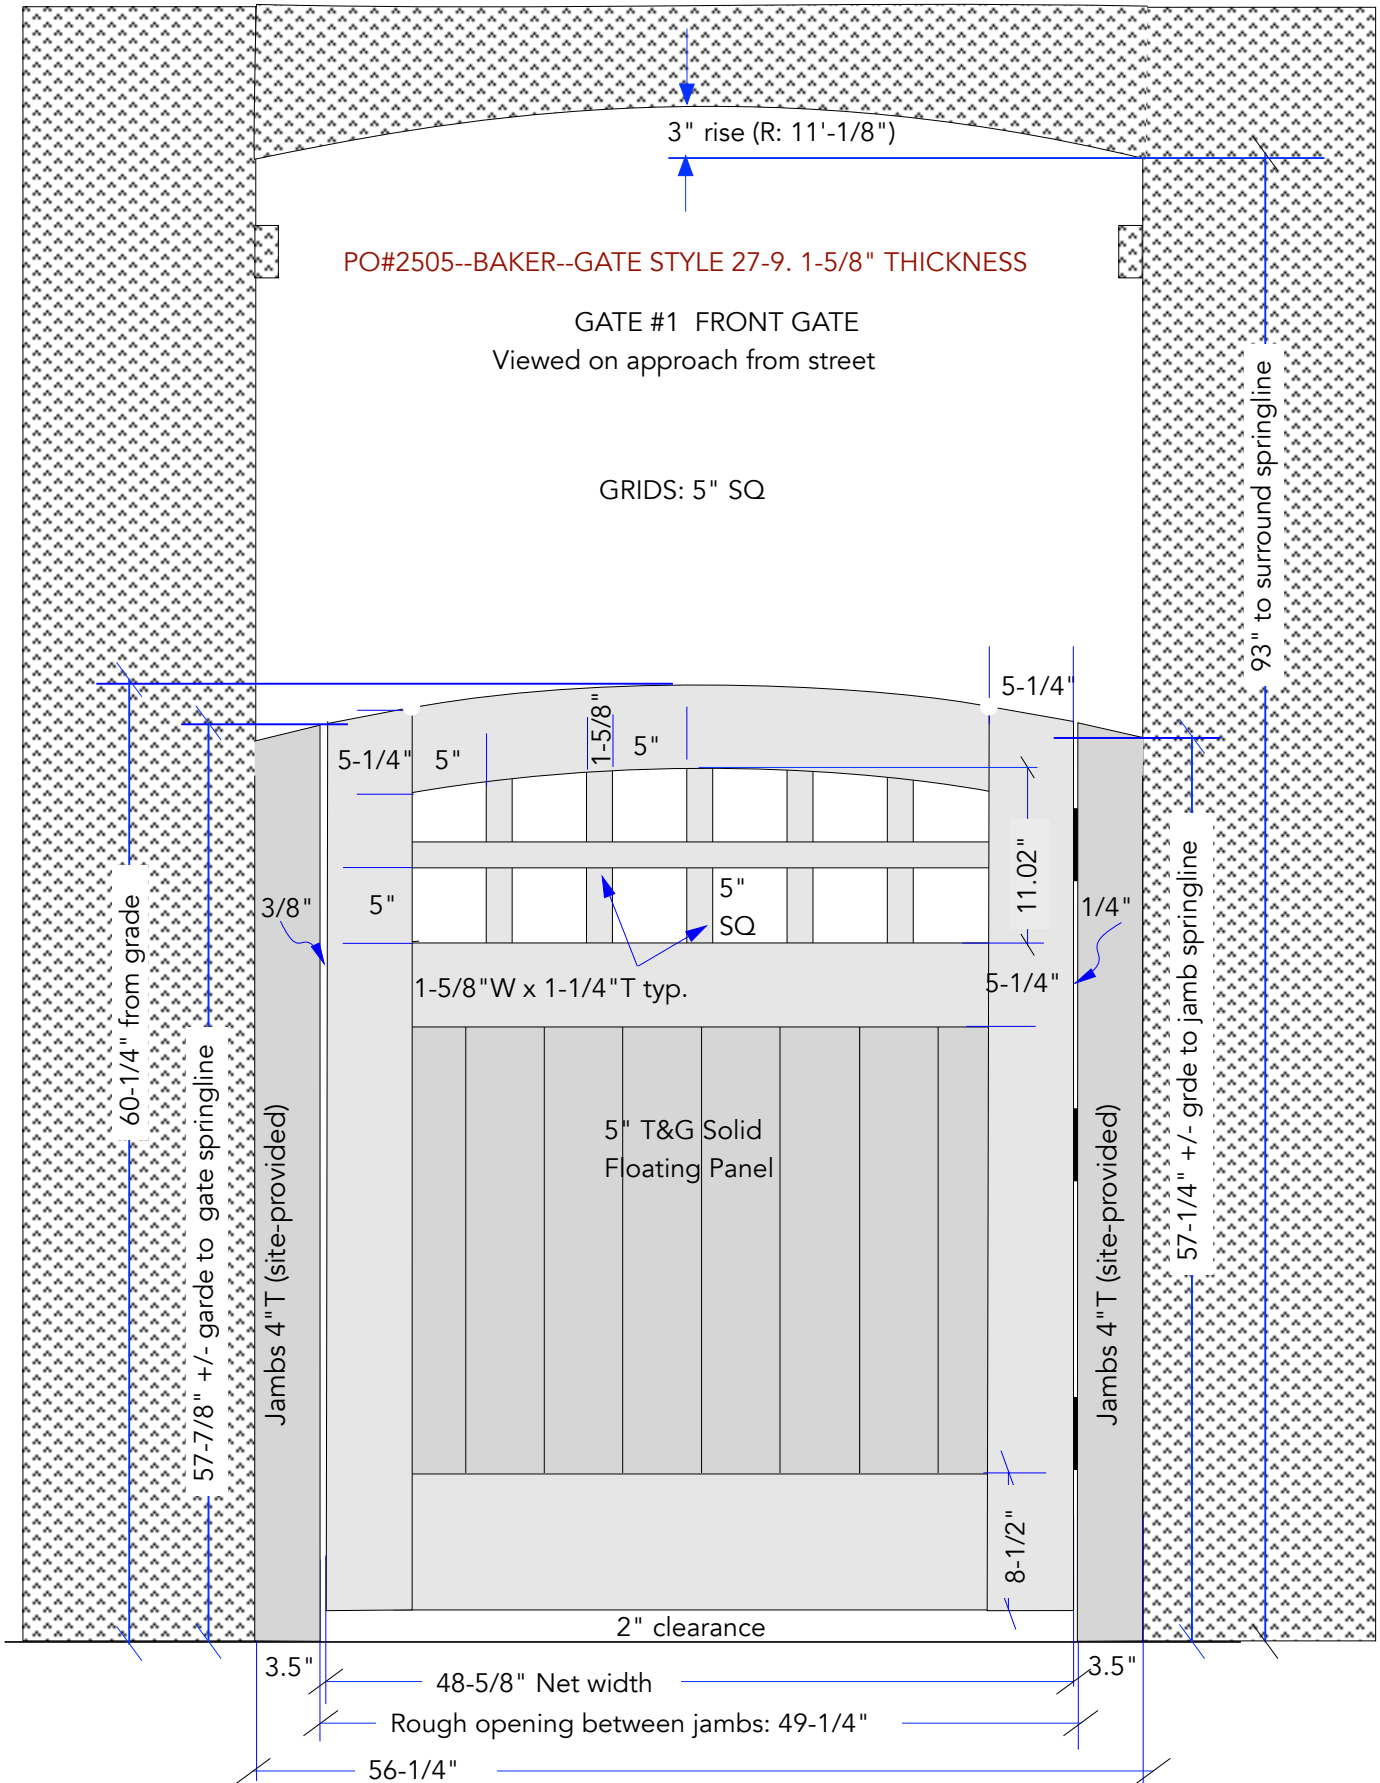 3" rise (R: 11'-1/8")
PO#2505--BAKER--GATE STYLE 27-9. 1-5/8" THICKNESS
GATE #1  FRONT GATE
Viewed on approach from street
GRIDS: 5" SQ
93" to surround springline
5-1/4"
1-5/8"
5-1/4"
5"
5"
11.02"
5"
SQ
5"
3/8"
1/4"
1-5/8"W x 1-1/4"T typ.
5-1/4"
60-1/4" from grade
57-7/8" +/- garde to  gate springline
57-1/4" +/- grde to jamb springline
Jambs 4"T (site-provided)
5" T&G Solid
Floating Panel
Jambs 4"T (site-provided)
8-1/2"
2" clearance
3.5"
3.5"
48-5/8" Net width
Rough opening between jambs: 49-1/4"
56-1/4"